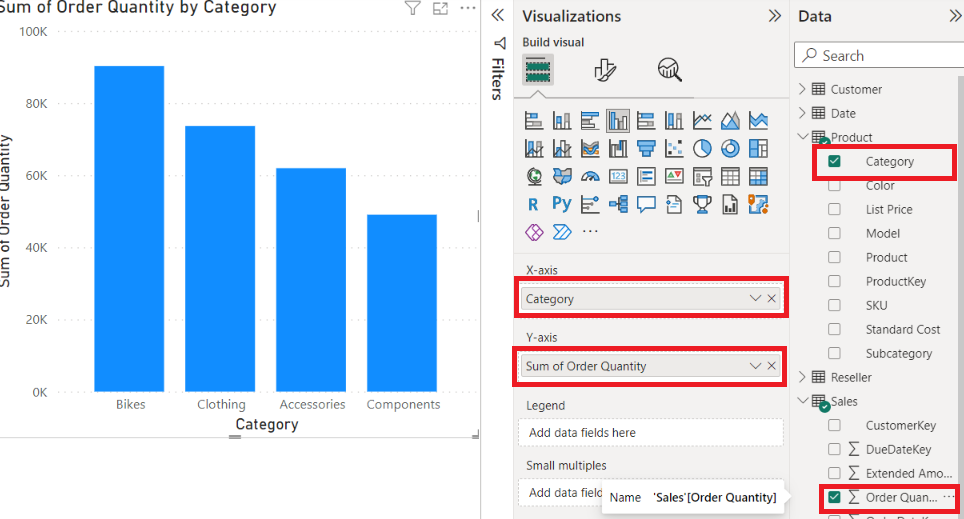 Sum of Order Quantity by Category
100K
80K
60K
40K
20K
0K
Sum of Order Quantity
Bikes
Clothing
Accessories
Components
Category
Filters
Visualizations
Build visual
123
R
Py
X-axis
Category
Y-axis
Sum of Order Quantity
Legend
Add data fields here
Small multiples
Add data
Name 'Sales'[Order Quantity]
Data
Search
Customer
Date
Product
Category
Color
List Price
Model
Product
ProductKey
SKU
Standard Cost
Subcategory
Reseller
Sales
CustomerKey
DueDateKey
Extended Amo...
Order Quan...